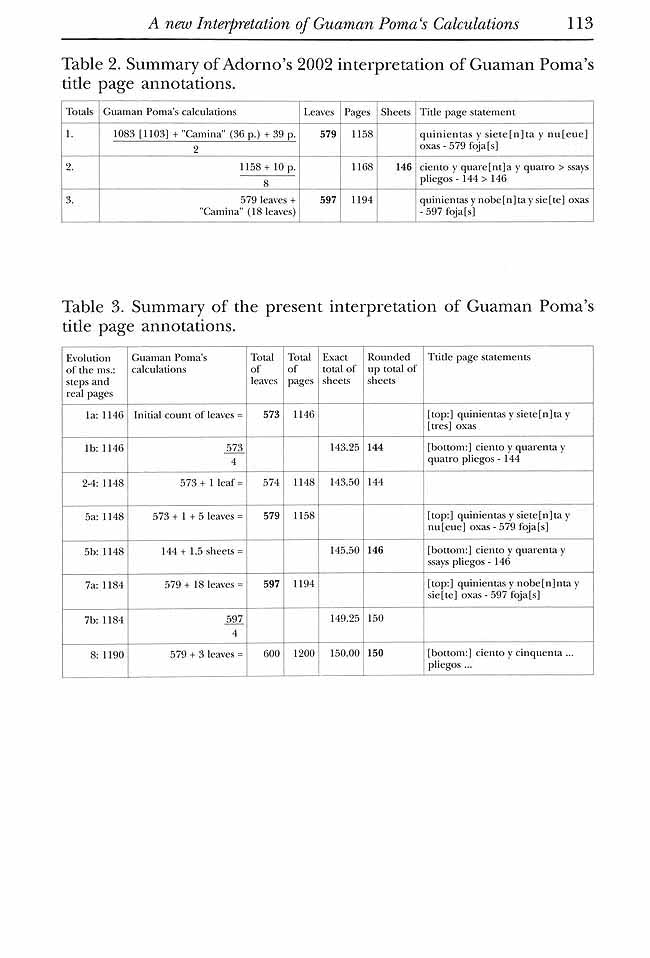 A new Interpretation of Guaman Poma's Calculations 113
Table 2. Summary of Adorno's 2002 interpretation of Guaman Poma's
title page annotations.
Totals Guaman Poma's calculations Leaves Pages Sheets Title page statement
1. 1083 [1103] + "Camina" (36 p.) + 39 p. 579 1158 quinientas y siete[n]ta y nu[eue]
2 oxas - 579 foja[s]
2. 1158 + 10 p. 1168 146 ciento y quare[nt]a y quatro > ssays
8 pliegos - 144 > 146
3. 579 leaves + 597 1194 quinientas y nobe[n]ta y sie[te] oxas
"Camina" (18 leaves) - 597 foja[s]
Table 3. Summary of the present interpretation of Guaman Poma's
title page annotations.
Evolution Guaman Poma's Total Total Exact Rounded Ttitle page statements
of the ms.: calculations of of total of up total of
steps and leaves pages sheets sheets
real pages
1a: 1146 Initial count of leaves = 573 1146 [top:] quinientas y siete[n]ta y
[tres] oxas
1b: 1146 573 143.25 144 [bottom:] ciento y quarenta y
4 quatro pliegos - 144
2-4: 1148 573 + 1 leaf = 574 1148 143.50 144
5a: 1148 573 + 1 + 5 leaves = 579 1158 [top:] quinientas y siete[n]ta y
nu[eue] oxas - 579 foja[s]
5b: 1148 144 + 1.5 sheets = 145.50 146 [bottom:] ciento y quarenta y
ssays pliegos - 146
7a: 1184 579 + 18 leaves = 597 1194 [top:] quinientas y nobe[n]nta y
sie[te] oxas - 597 foja[s]
7b: 1184 597 149.25 150
4
8: 1190 579 + 3 leaves = 600 1200 150.00 150 [bottom:] ciento y cinquenta ...
pliegos ...